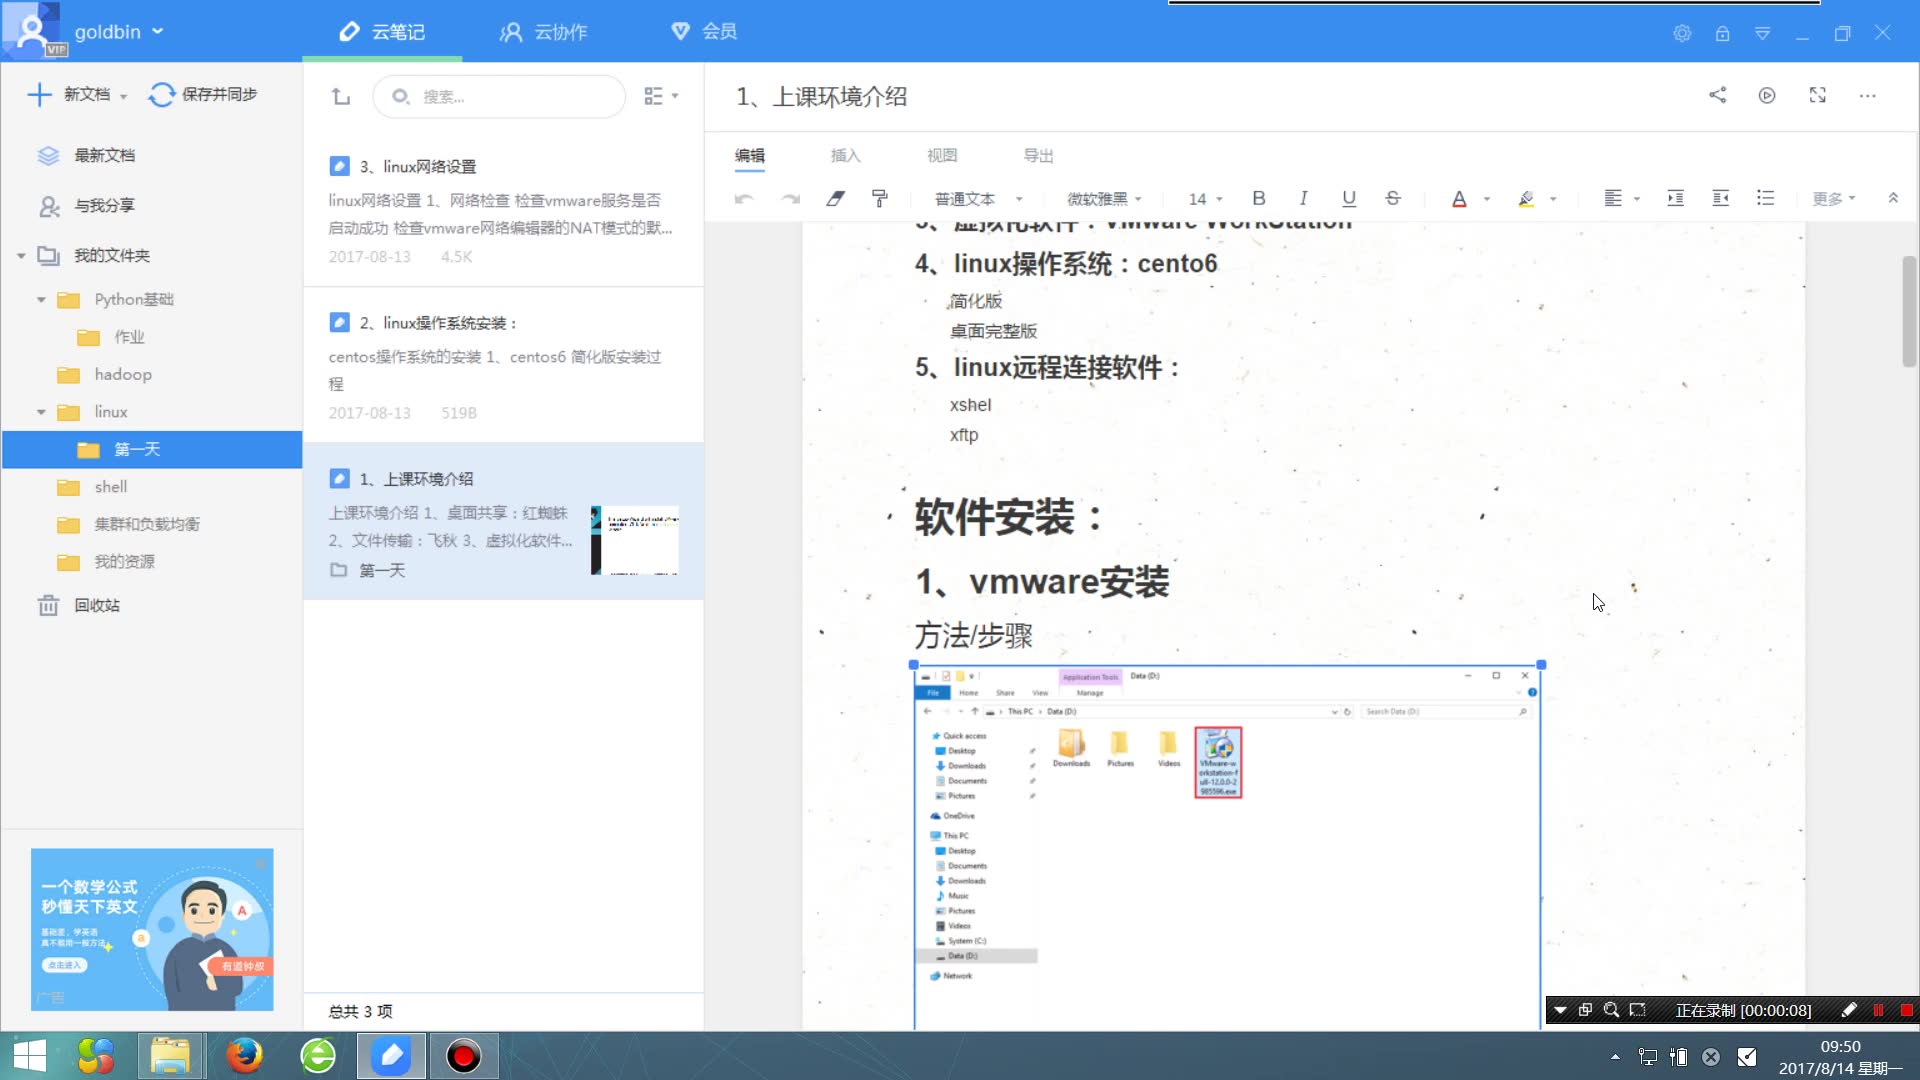 goldbin
VIP
云笔记
云协作
会员
新文档
保存并同步
最新文档
与我分享
我的文件夹
Python基础
作业
hadoop
linux
第一天
shell
集群和负载均衡
我的资源
回收站
一个数学公式
秒懂天下英文
基础差，学英语
真不能用一般方法
点击进入
A
a
有道钟叔
广告
搜索...
3、linux网络设置
linux网络设置 1、网络检查 检查vmware服务是否
启动成功 检查vmware网络编辑器的NAT模式的默...
2017-08-13 4.5K
2、linux操作系统安装：
centos操作系统的安装 1、centos6 简化版安装过
程
2017-08-13 519B
1、上课环境介绍
上课环境介绍 1、桌面共享：红蜘蛛
2、文件传输：飞秋 3、虚拟化软件...
第一天
总共 3 项
1、上课环境介绍
编辑 插入 视图 导出
普通文本 微软雅黑 14 B I U S A 更多
3、虚拟化软件：VMware WorkStation
4、linux操作系统：cento6
简化版
桌面完整版
5、linux远程连接软件：
xshel
xftp
软件安装：
1、vmware安装
方法/步骤
Application Tools Data (D:)
File Home Share View Manage
This PC Data (D:) Search Data (D:)
Quick access
Desktop
Downloads
Documents
Pictures
OneDrive
This PC
Desktop
Documents
Downloads
Music
Pictures
Videos
System (C:)
Data (D:)
Network
Downloads
Pictures
Videos
VMware-w
orkstation-f
ull-12.0.0-2
985596.exe
正在录制 [00:00:08]
09:50
2017/8/14 星期一